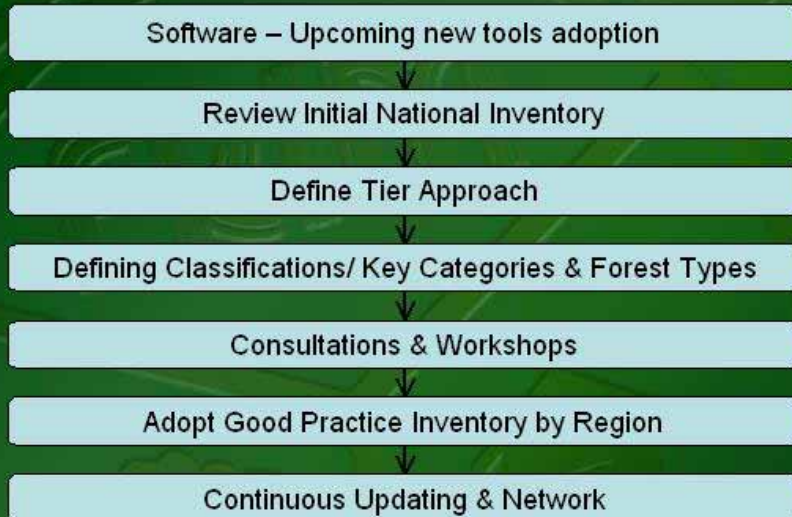 Software – Upcoming new tools adoption
Review Initial National Inventory
Define Tier Approach
Defining Classifications/ Key Categories & Forest Types
Consultations & Workshops
Adopt Good Practice Inventory by Region
Continuous Updating & Network